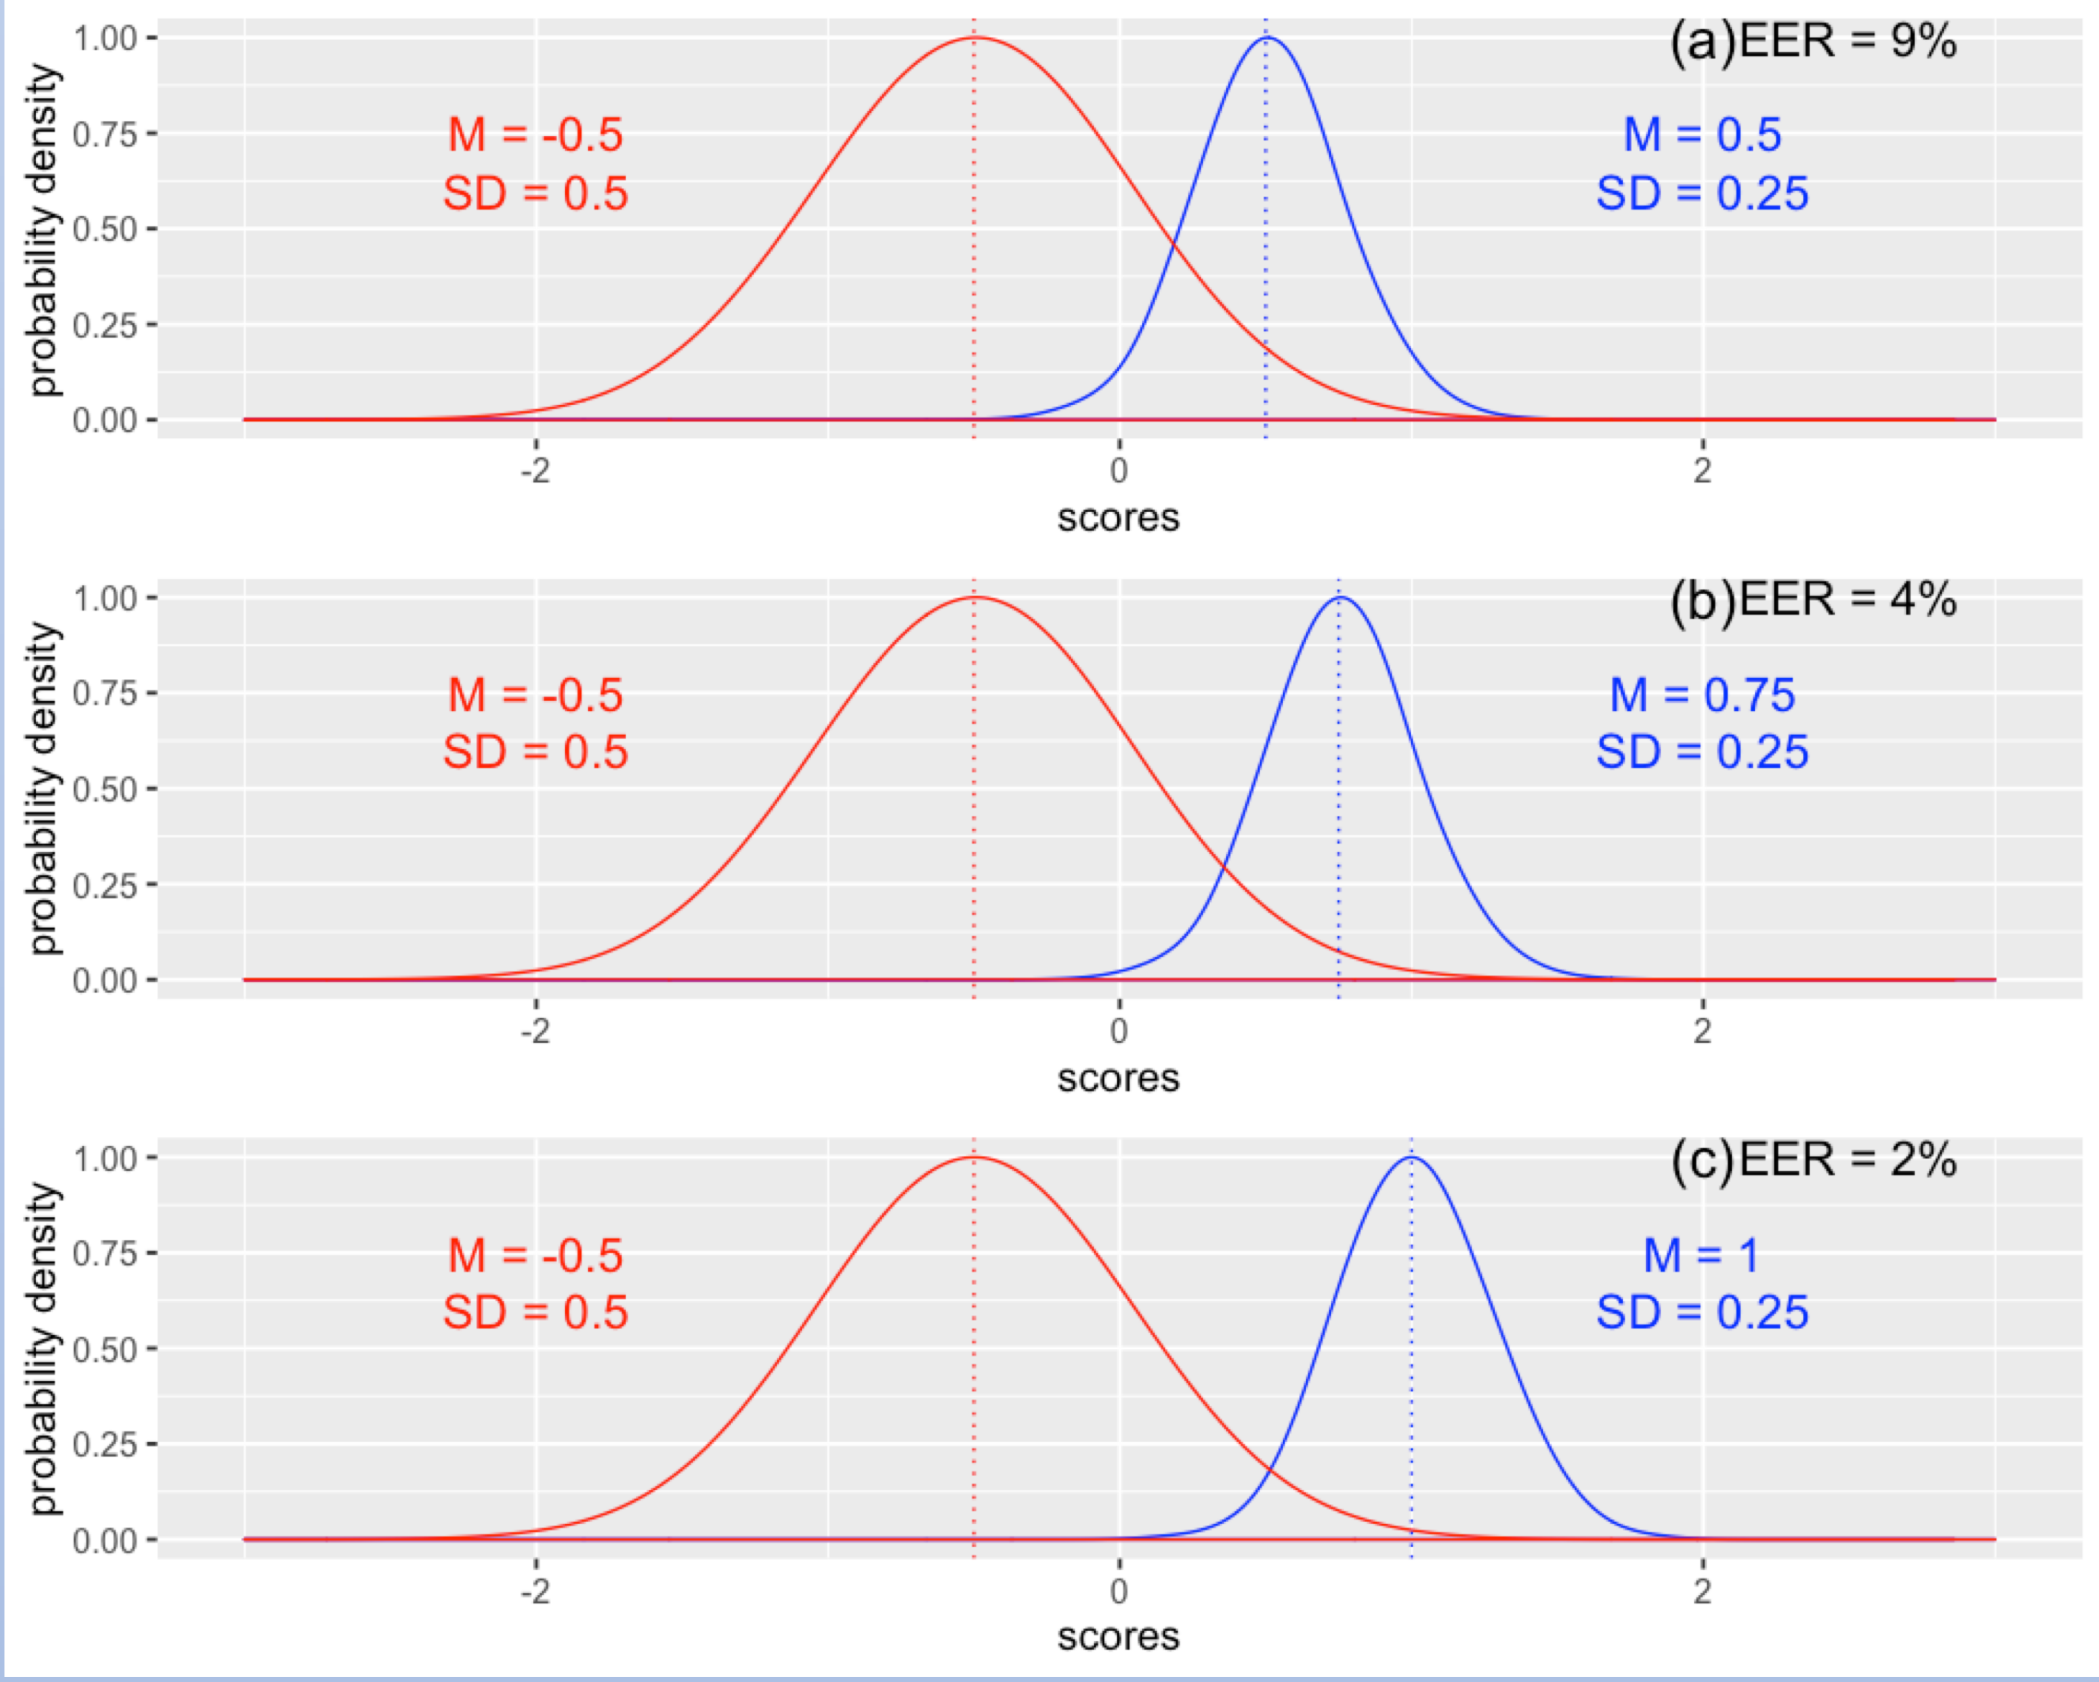 (a)EER = 9%
1.00
0.75
0.50
0.25
0.00
probability density
M = -0.5
SD = 0.5
M = 0.5
SD = 0.25
-2 0 2
scores
(b)EER = 4%
1.00
0.75
0.50
0.25
0.00
probability density
M = -0.5
SD = 0.5
M = 0.75
SD = 0.25
-2 0 2
scores
(c)EER = 2%
1.00
0.75
0.50
0.25
0.00
probability density
M = -0.5
SD = 0.5
M = 1
SD = 0.25
-2 0 2
scores